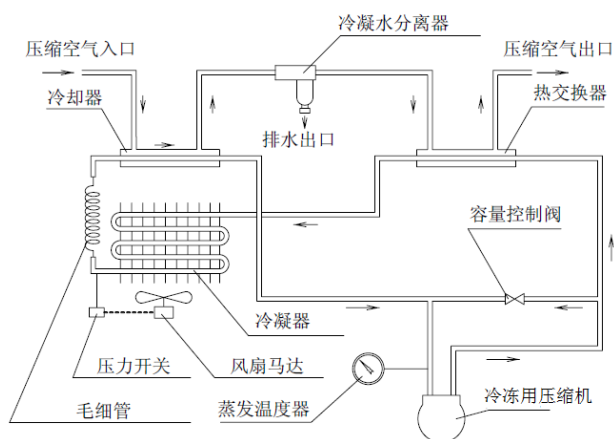 冷凝水分离器
压缩空气入口
压缩空气出口
冷却器
热交换器
排水出口
容量控制阀
冷凝器
压力开关
风扇马达
冷冻用压缩机
毛细管
蒸发温度器